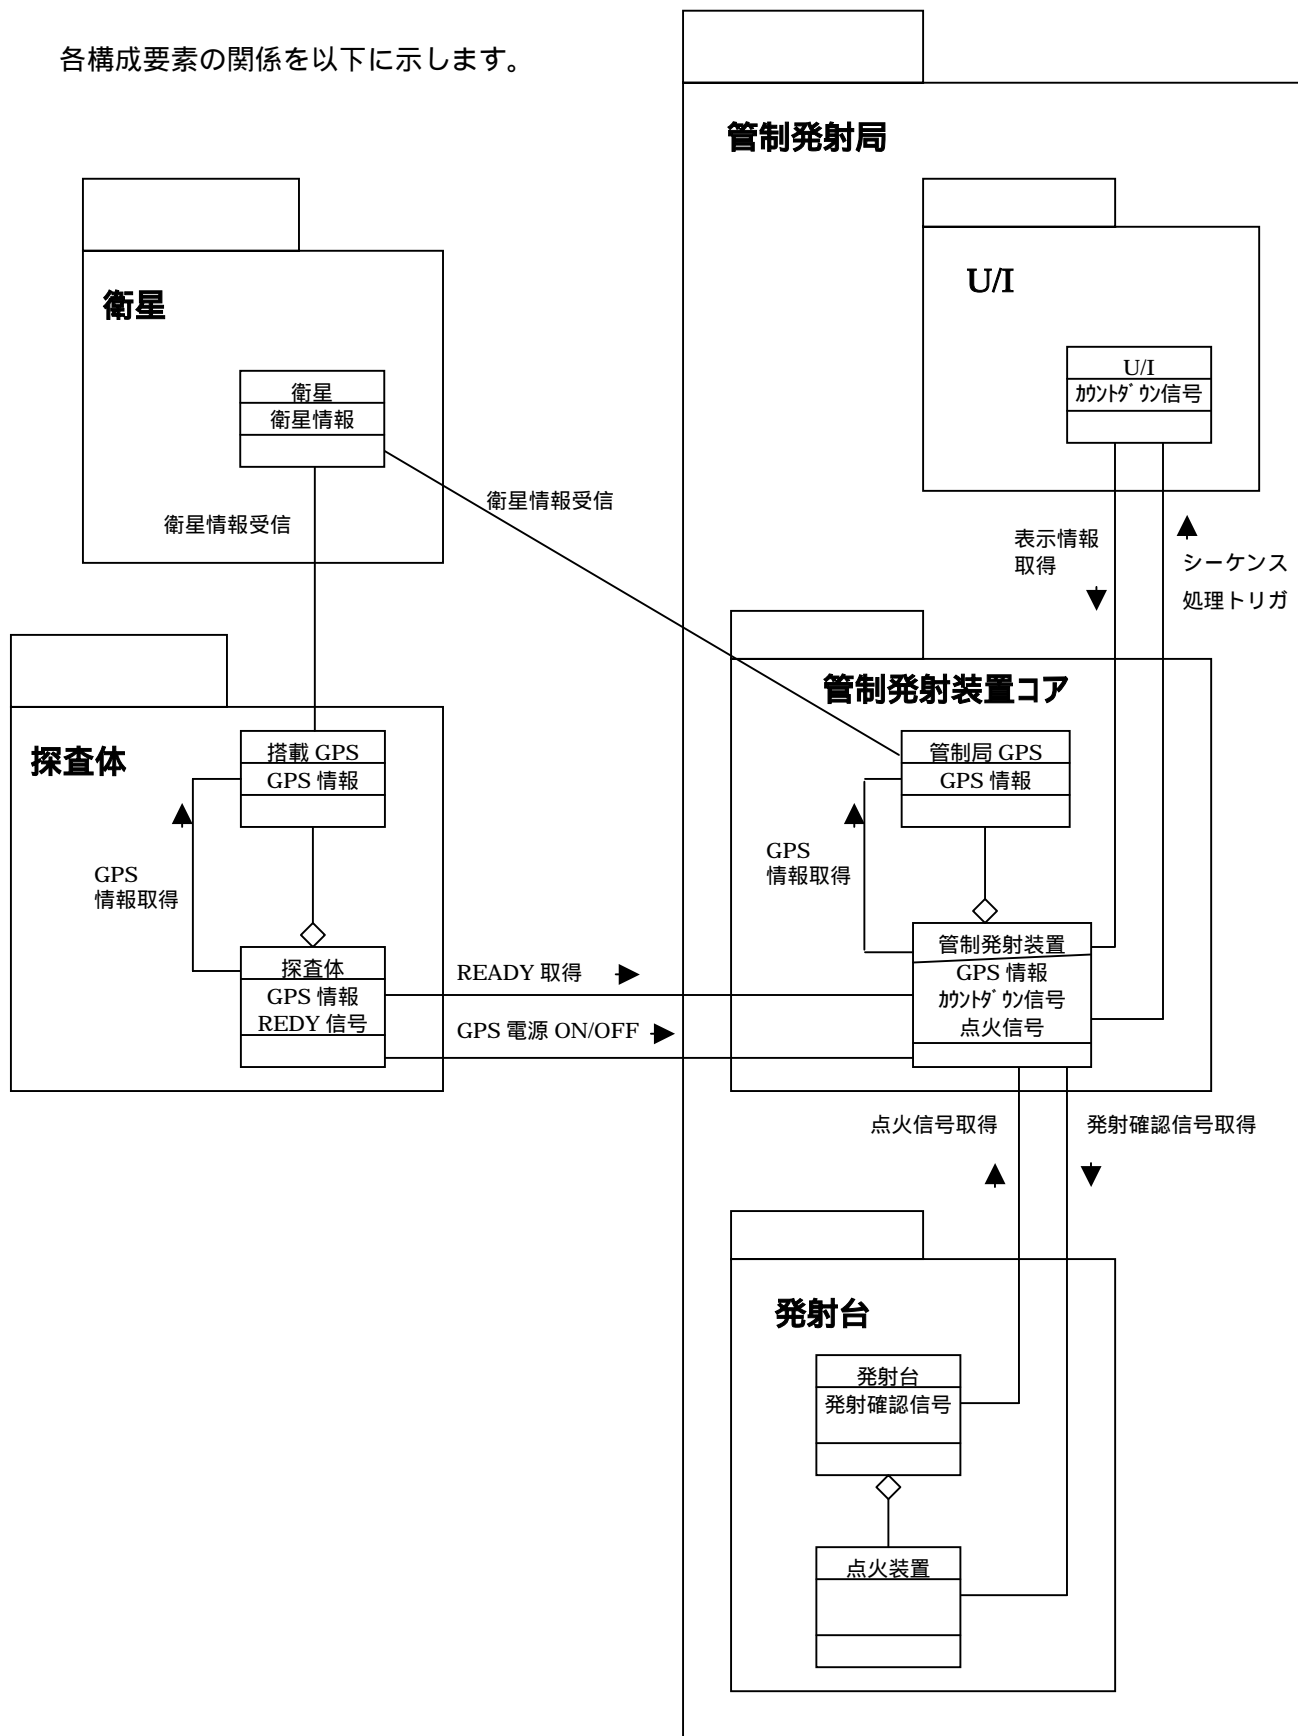 各構成要素の関係を以下に示します。
管制発射局
衛星
衛星
衛星情報
衛星情報受信
衛星情報受信
U/I
U/I
ｶｳﾝﾄﾀﾞｳﾝ信号
表示情報
取得
シーケンス
処理トリガ
探査体
搭載 GPS
GPS 情報
GPS
情報取得
探査体
GPS 情報
REDY 信号
READY 取得
GPS 電源 ON/OFF
管制発射装置コア
管制局 GPS
GPS 情報
GPS
情報取得
管制発射装置
GPS 情報
ｶｳﾝﾄﾀﾞｳﾝ信号
点火信号
点火信号取得
発射確認信号取得
発射台
発射台
発射確認信号
点火装置